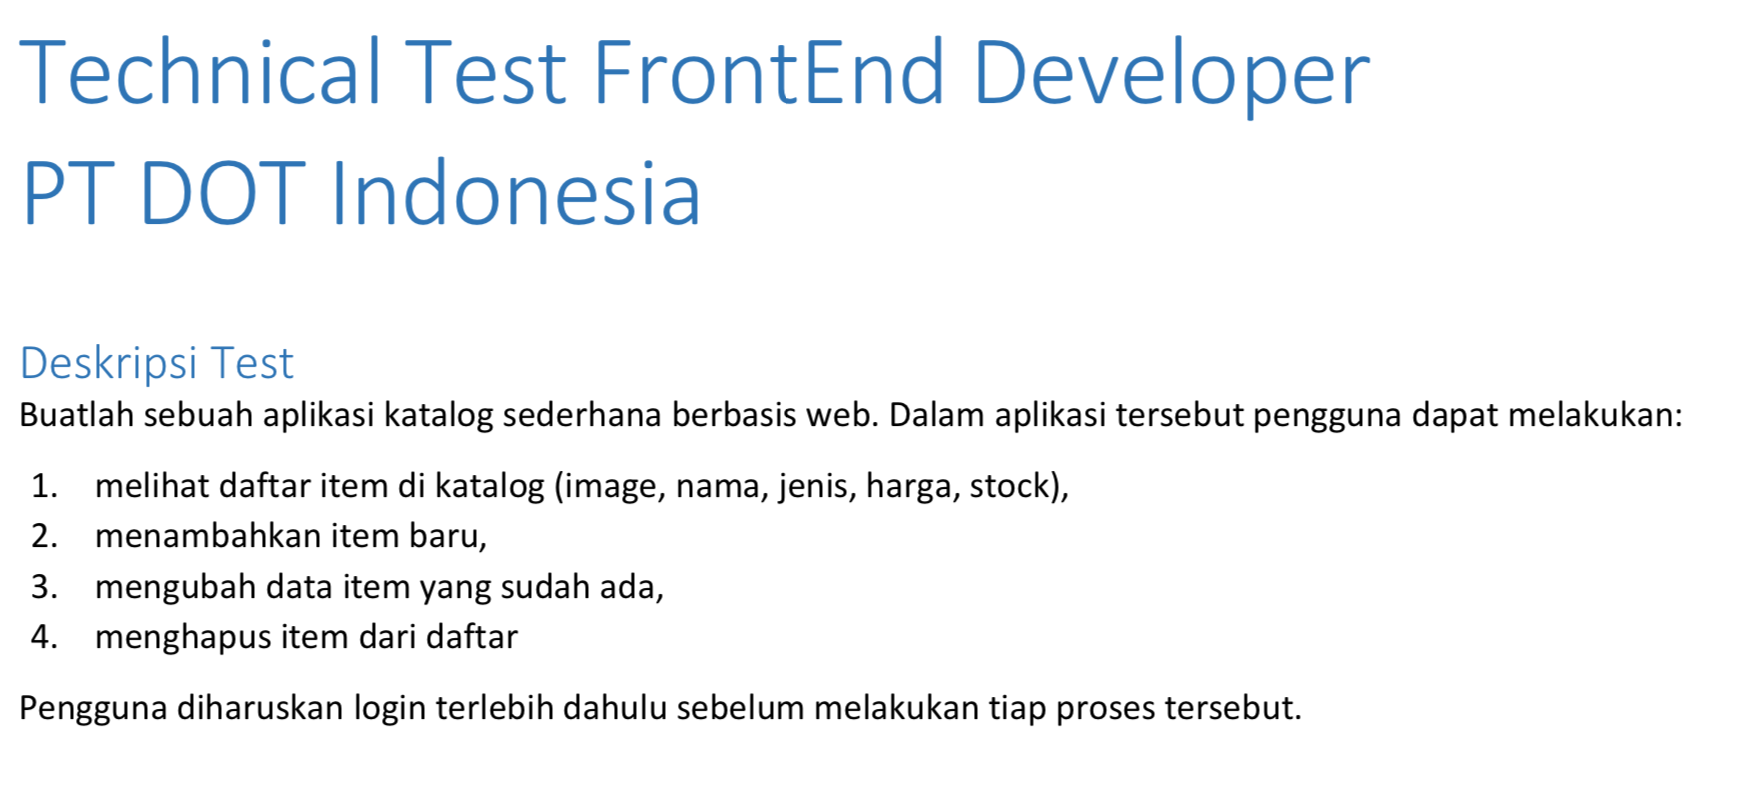 Technical Test FrontEnd Developer
PT DOT Indonesia
Deskripsi Test
Buatlah sebuah aplikasi katalog sederhana berbasis web. Dalam aplikasi tersebut pengguna dapat melakukan:
1. melihat daftar item di katalog (image, nama, jenis, harga, stock),
2. menambahkan item baru,
3. mengubah data item yang sudah ada,
4. menghapus item dari daftar
Pengguna diharuskan login terlebih dahulu sebelum melakukan tiap proses tersebut.